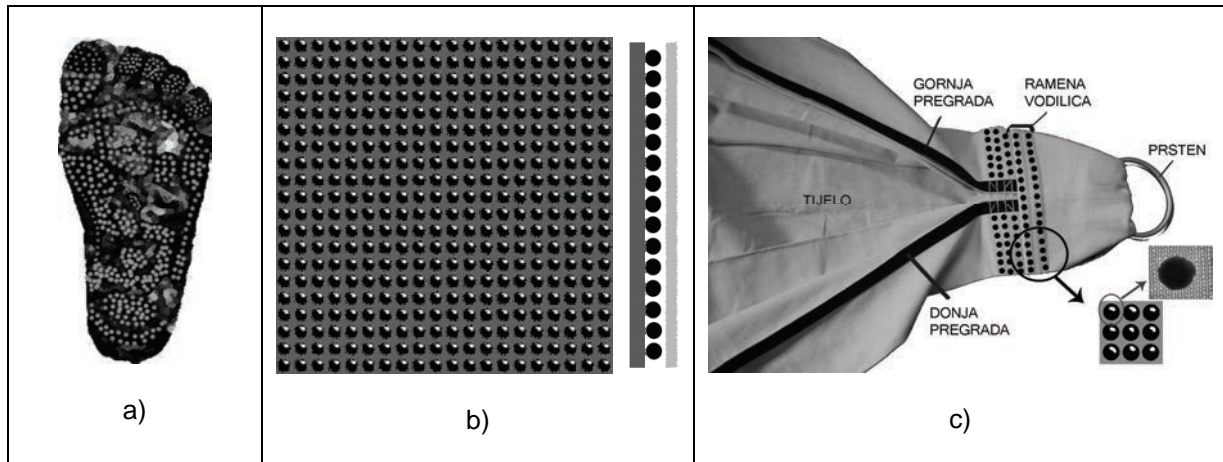 GORNJA
PREGRADA
RAMENA
VODILICA
PRSTEN
TIJELO
DONJA
PREGRADA
a)
b)
c)